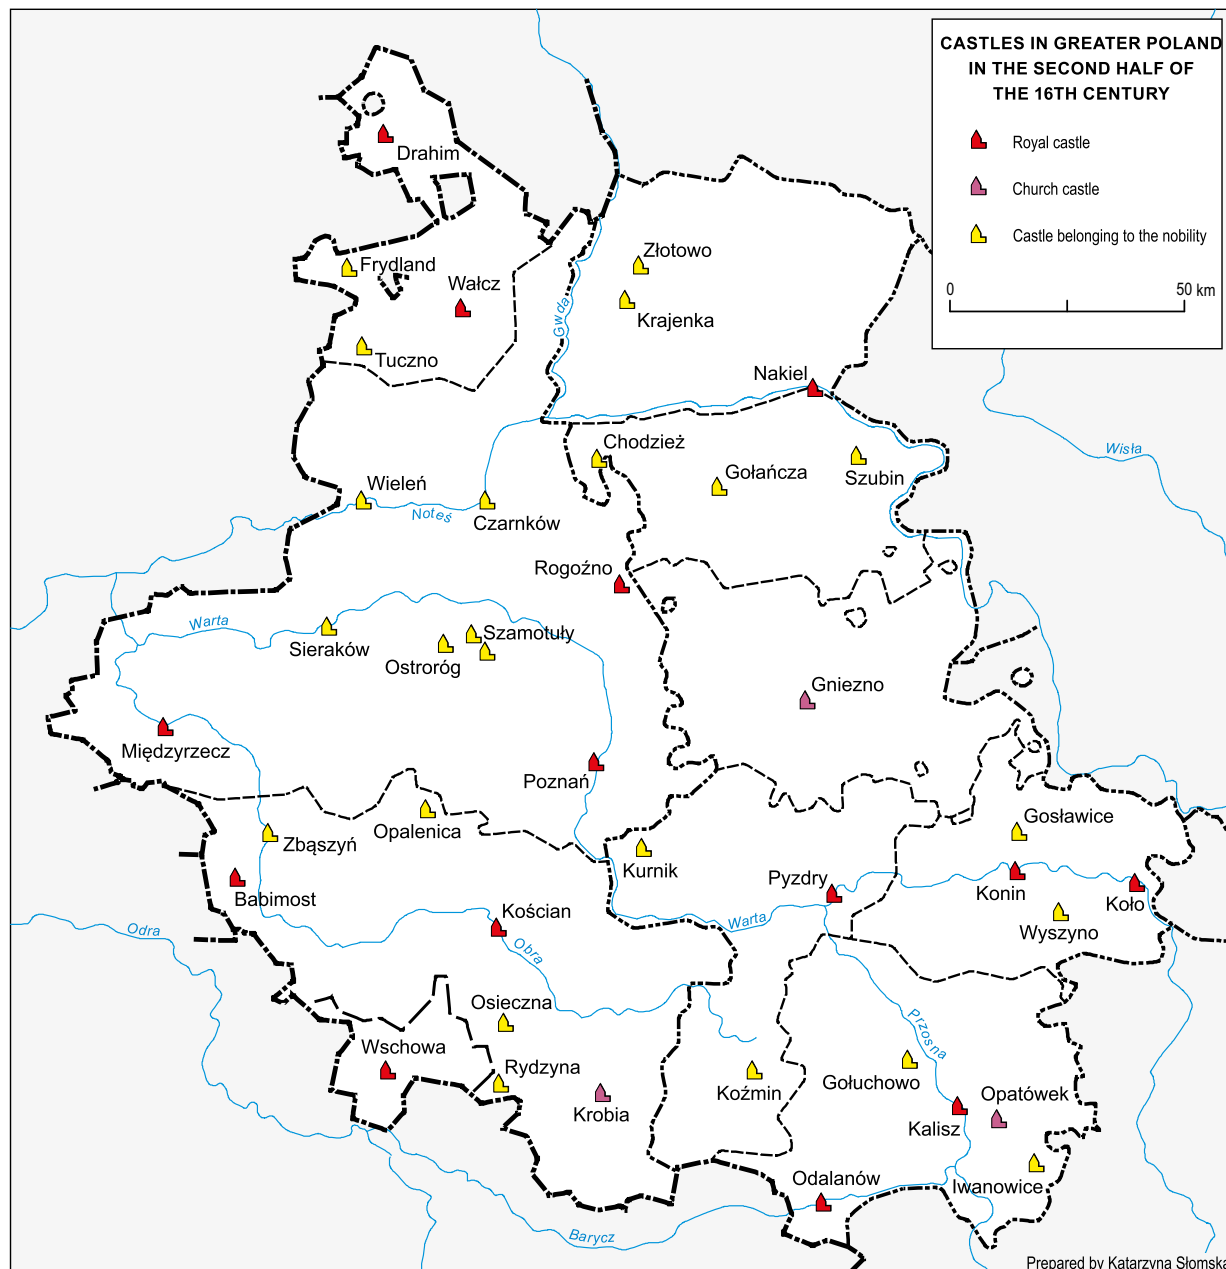 CASTLES IN GREATER POLAND
IN THE SECOND HALF OF
THE 16TH CENTURY
Royal castle
Church castle
Castle belonging to the nobility
0
50 km
Drahim
Frydland
Wałcz
Tuczno
Złotowo
Krajenka
Gwda
Nakiel
Chodzież
Gołańcza
Szubin
Wisła
Wieleń
Noteś
Czarnków
Rogoźno
Warta
Sieraków
Szamotuły
Ostroróg
Gniezno
Międzyrzecz
Poznań
Opalenica
Zbąszyń
Gosławice
Kurnik
Babimost
Pyzdry
Konin
Koło
Kościan
Warta
Wyszyno
Odra
Obra
Osieczna
Przosna
Wschowa
Rydzyna
Krobia
Koźmin
Gołuchowo
Opatówek
Kalisz
Odalanów
Iwanowice
Barycz
Prepared by Katarzyna Słomska